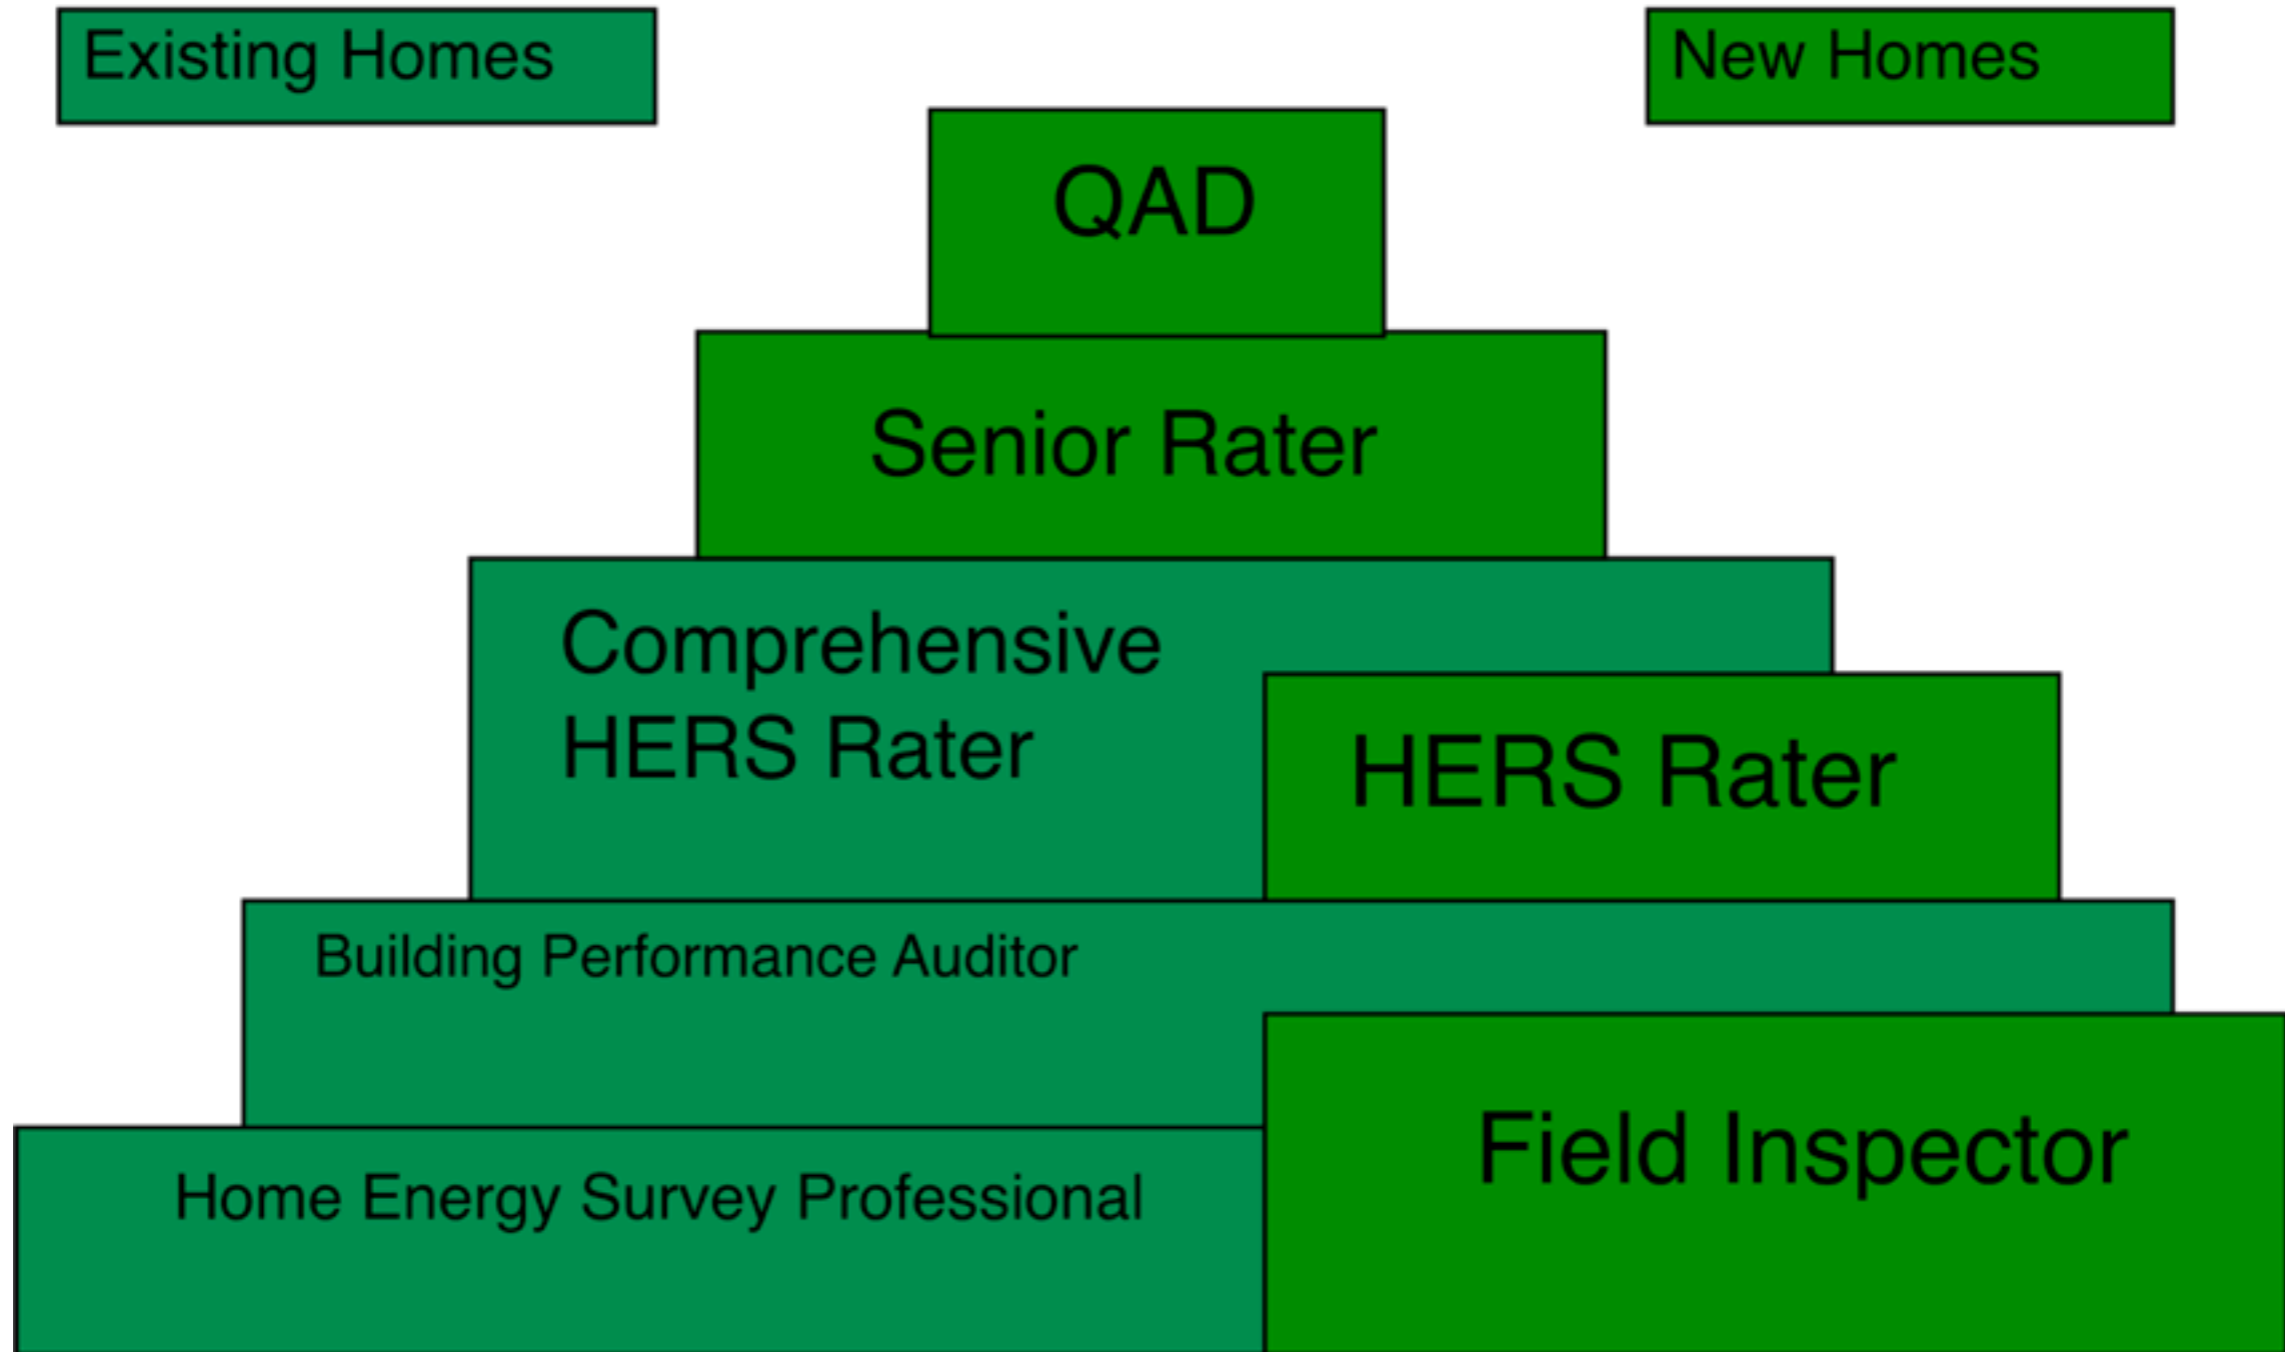 Existing Homes
New Homes
QAD
Senior Rater
Comprehensive
HERS Rater
HERS Rater
Building Performance Auditor
Field Inspector
Home Energy Survey Professional